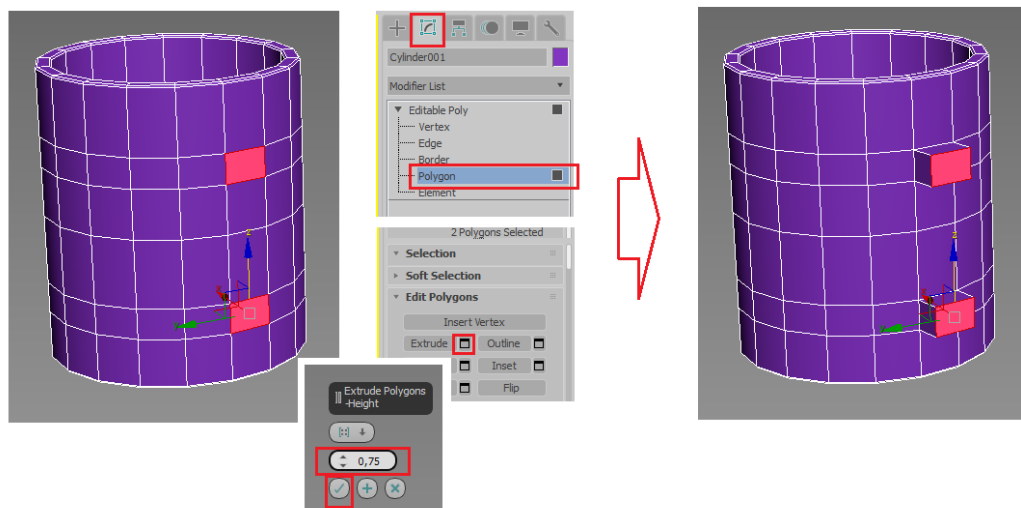 Cylinder001
Modifier List
Editable Poly
Vertex
Edge
Border
Polygon
Element
2 Polygons Selected
Selection
Soft Selection
Edit Polygons
Insert Vertex
Extrude Outline
Inset
Flip
Extrude Polygons
-Height
0,75
z
z